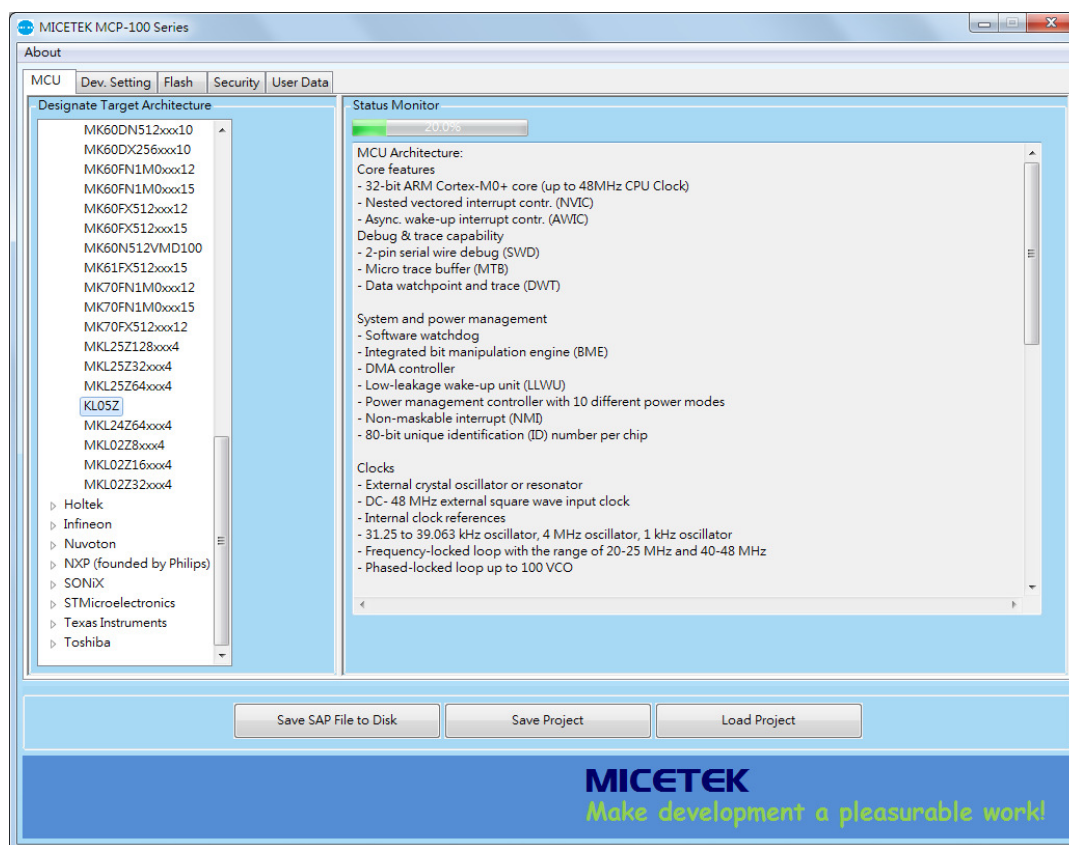 MICETEK MCP-100 Series
About
MCU Dev. Setting Flash Security User Data
Designate Target Architecture
MK60DN512xxx10
MK60DX256xxx10
MK60FN1M0xxx12
MK60FN1M0xxx15
MK60FX512xxx12
MK60FX512xxx15
MK60N512VMD100
MK61FX512xxx15
MK70FN1M0xxx12
MK70FN1M0xxx15
MK70FX512xxx12
MKL25Z128xxx4
MKL25Z32xxx4
MKL25Z64xxx4
KL05Z
MKL24Z64xxx4
MKL02Z8xxx4
MKL02Z16xxx4
MKL02Z32xxx4
Holtek
Infineon
Nuvoton
NXP (founded by Philips)
SONiX
STMicroelectronics
Texas Instruments
Toshiba
Status Monitor
20.0%
MCU Architecture:
Core features
- 32-bit ARM Cortex-M0+ core (up to 48MHz CPU Clock)
- Nested vectored interrupt contr. (NVIC)
- Async. wake-up interrupt contr. (AWIC)
Debug & trace capability
- 2-pin serial wire debug (SWD)
- Micro trace buffer (MTB)
- Data watchpoint and trace (DWT)
System and power management
- Software watchdog
- Integrated bit manipulation engine (BME)
- DMA controller
- Low-leakage wake-up unit (LLWU)
- Power management controller with 10 different power modes
- Non-maskable interrupt (NMI)
- 80-bit unique identification (ID) number per chip
Clocks
- External crystal oscillator or resonator
- DC- 48 MHz external square wave input clock
- Internal clock references
- 31.25 to 39.063 kHz oscillator, 4 MHz oscillator, 1 kHz oscillator
- Frequency-locked loop with the range of 20-25 MHz and 40-48 MHz
- Phased-locked loop up to 100 VCO
Save SAP File to Disk Save Project Load Project
MICETEK
Make development a pleasurable work!